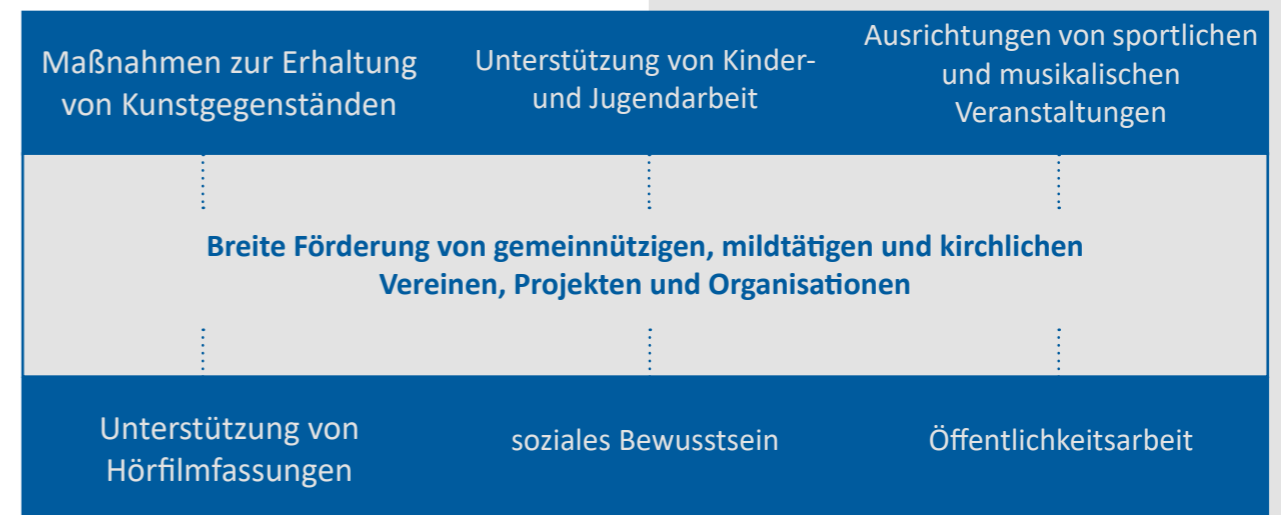 Maßnahmen zur Erhaltung
von Kunstgegenständen
Unterstützung von Kinder-
und Jugendarbeit
Ausrichtungen von sportlichen
und musikalischen
Veranstaltungen
Breite Förderung von gemeinnützigen, mildtätigen und kirchlichen
Vereinen, Projekten und Organisationen
Unterstützung von
Hörfilmfassungen
soziales Bewusstsein
Öffentlichkeitsarbeit